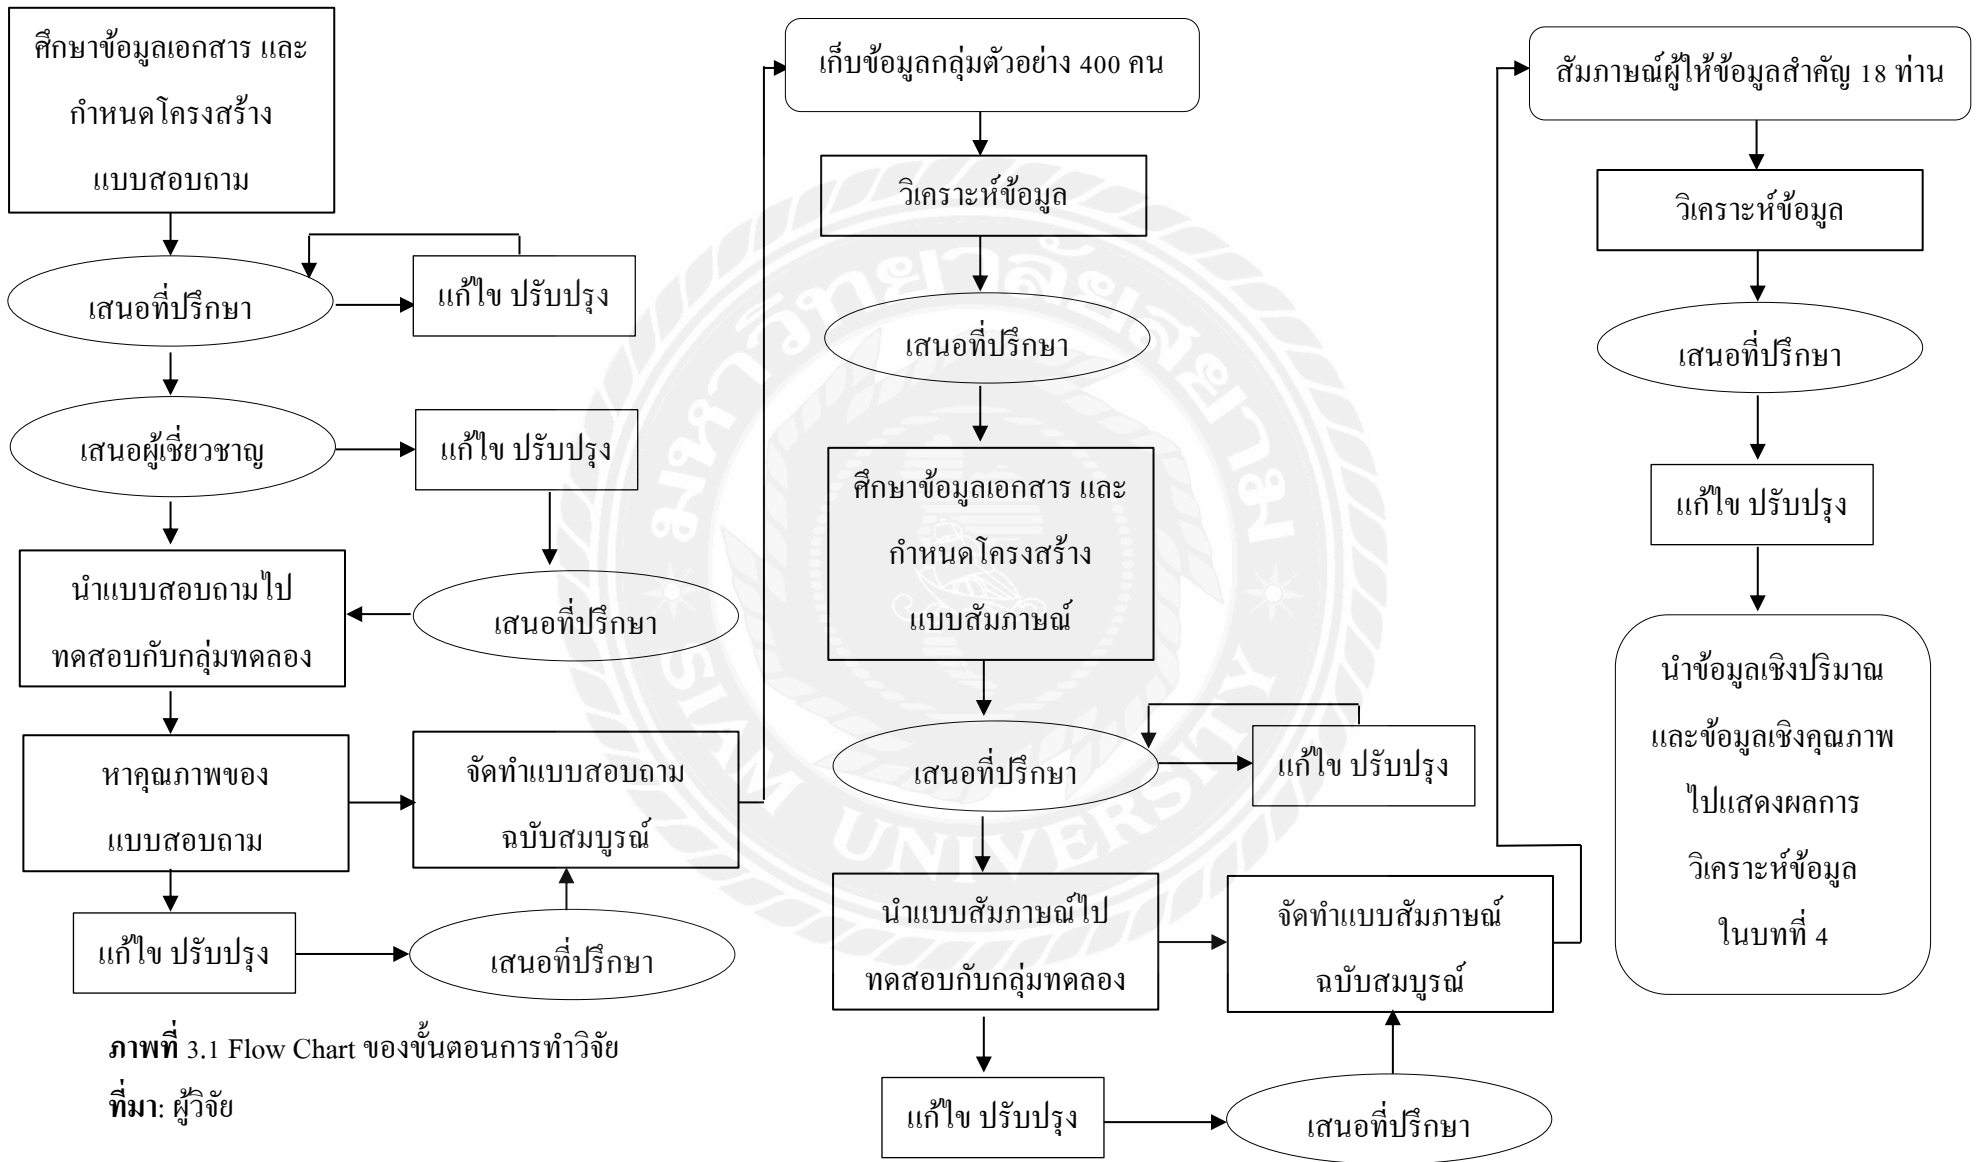 ศึกษาข้อมูลเอกสาร และ
กำหนดโครงสร้าง
แบบสอบถาม
เสนอที่ปรึกษา
แก้ไข ปรับปรุง
เสนอผู้เชี่ยวชาญ
แก้ไข ปรับปรุง
นำแบบสอบถามไป
ทดสอบกับกลุ่มทดลอง
เสนอที่ปรึกษา
หาคุณภาพของ
แบบสอบถาม
จัดทำแบบสอบถาม
ฉบับสมบูรณ์
แก้ไข ปรับปรุง
เสนอที่ปรึกษา
เก็บข้อมูลกลุ่มตัวอย่าง 400 คน
วิเคราะห์ข้อมูล
เสนอที่ปรึกษา
ศึกษาข้อมูลเอกสาร และ
กำหนดโครงสร้าง
แบบสัมภาษณ์
เสนอที่ปรึกษา
แก้ไข ปรับปรุง
นำแบบสัมภาษณ์ไป
ทดสอบกับกลุ่มทดลอง
จัดทำแบบสัมภาษณ์
ฉบับสมบูรณ์
แก้ไข ปรับปรุง
เสนอที่ปรึกษา
สัมภาษณ์ผู้ให้ข้อมูลสำคัญ 18 ท่าน
วิเคราะห์ข้อมูล
เสนอที่ปรึกษา
แก้ไข ปรับปรุง
นำข้อมูลเชิงปริมาณ
และข้อมูลเชิงคุณภาพ
ไปแสดงผลการ
วิเคราะห์ข้อมูล
ในบทที่ 4
ภาพที่ 3.1 Flow Chart ของขั้นตอนการทำวิจัย
ที่มา: ผู้วิจัย
มหาวิทยาลัยสยาม
SIAM UNIVERSITY